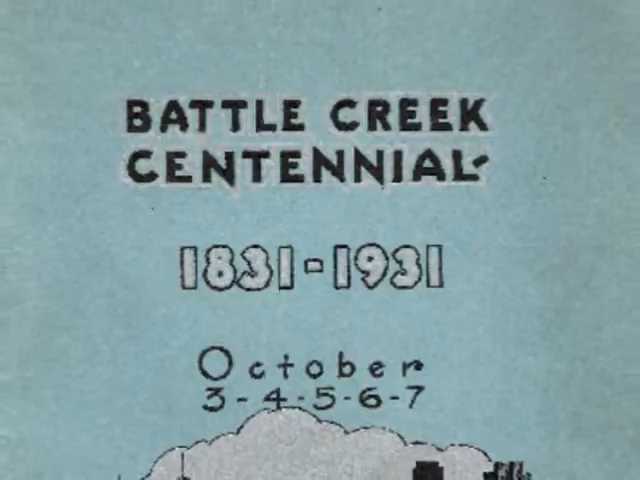 BATTLE CREEK
CENTENNIAL
1831-1931
October
3-4-5-6-7